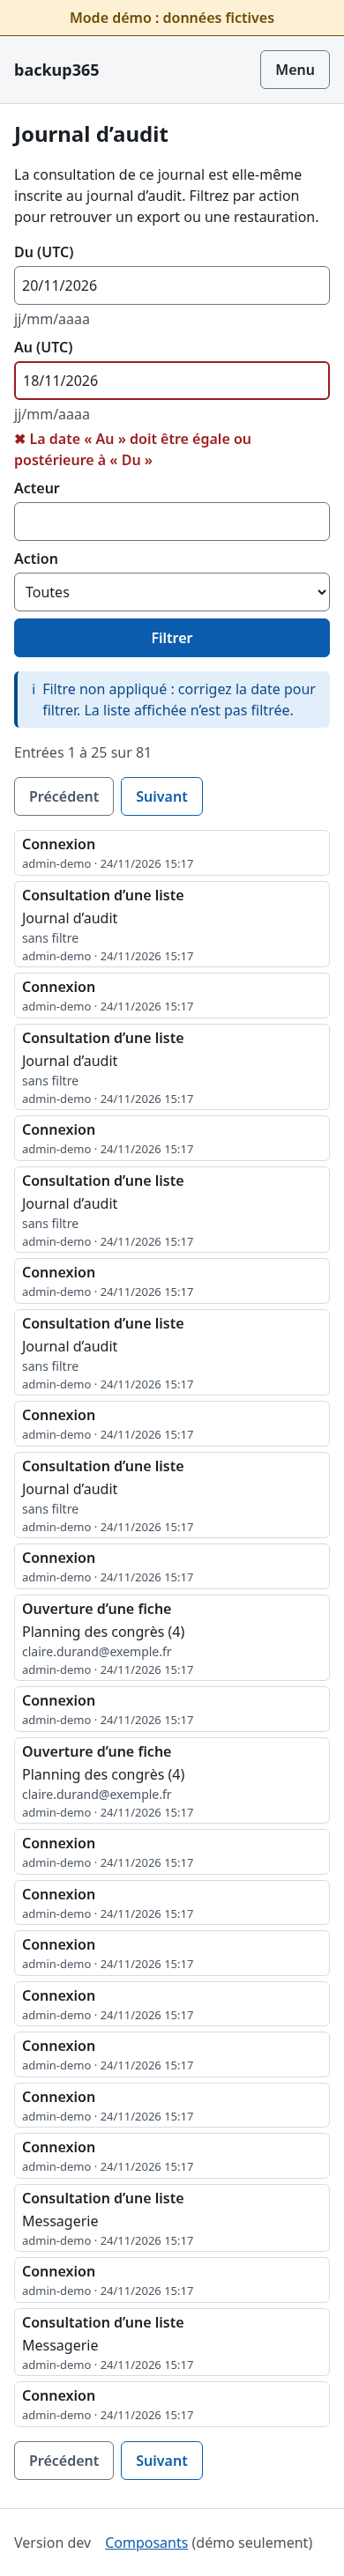 Mode démo : données fictives
backup365
Menu
Journal d’audit
La consultation de ce journal est elle-même
inscrite au journal d’audit. Filtrez par action
pour retrouver un export ou une restauration.
Du (UTC)
20/11/2026
jj/mm/aaaa
Au (UTC)
18/11/2026
jj/mm/aaaa
✖ La date « Au » doit être égale ou
postérieure à « Du »
Acteur
Action
Toutes
Filtrer
i Filtre non appliqué : corrigez la date pour
filtrer. La liste affichée n’est pas filtrée.
Entrées 1 à 25 sur 81
Précédent Suivant
Connexion
admin-demo · 24/11/2026 15:17
Consultation d’une liste
Journal d’audit
sans filtre
admin-demo · 24/11/2026 15:17
Connexion
admin-demo · 24/11/2026 15:17
Consultation d’une liste
Journal d’audit
sans filtre
admin-demo · 24/11/2026 15:17
Connexion
admin-demo · 24/11/2026 15:17
Consultation d’une liste
Journal d’audit
sans filtre
admin-demo · 24/11/2026 15:17
Connexion
admin-demo · 24/11/2026 15:17
Consultation d’une liste
Journal d’audit
sans filtre
admin-demo · 24/11/2026 15:17
Connexion
admin-demo · 24/11/2026 15:17
Consultation d’une liste
Journal d’audit
sans filtre
admin-demo · 24/11/2026 15:17
Connexion
admin-demo · 24/11/2026 15:17
Ouverture d’une fiche
Planning des congrès (4)
claire.durand@exemple.fr
admin-demo · 24/11/2026 15:17
Connexion
admin-demo · 24/11/2026 15:17
Ouverture d’une fiche
Planning des congrès (4)
claire.durand@exemple.fr
admin-demo · 24/11/2026 15:17
Connexion
admin-demo · 24/11/2026 15:17
Connexion
admin-demo · 24/11/2026 15:17
Connexion
admin-demo · 24/11/2026 15:17
Connexion
admin-demo · 24/11/2026 15:17
Connexion
admin-demo · 24/11/2026 15:17
Connexion
admin-demo · 24/11/2026 15:17
Connexion
admin-demo · 24/11/2026 15:17
Consultation d’une liste
Messagerie
admin-demo · 24/11/2026 15:17
Connexion
admin-demo · 24/11/2026 15:17
Consultation d’une liste
Messagerie
admin-demo · 24/11/2026 15:17
Connexion
admin-demo · 24/11/2026 15:17
Précédent Suivant
Version dev Composants (démo seulement)